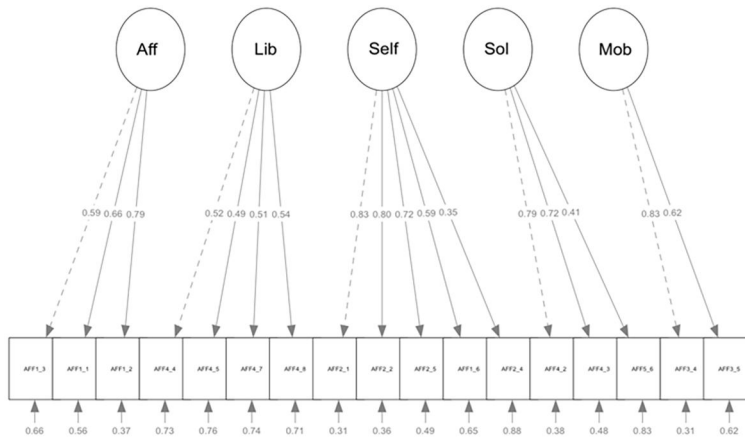 Aff Lib Self Sol Mob
0.59 0.66 0.79 0.52 0.49 0.51 0.54 0.83 0.80 0.72 0.59 0.35 0.79 0.72 0.41 0.83 0.62
AFF1_3 AFF1_1 AFF1_2 AFF4_4 AFF4_5 AFF4_7 AFF4_8 AFF2_1 AFF2_2 AFF2_5 AFF1_6 AFF2_4 AFF4_2 AFF4_3 AFF5_6 AFF3_4 AFF3_5
0.66 0.56 0.37 0.73 0.76 0.74 0.71 0.31 0.36 0.49 0.65 0.88 0.38 0.48 0.83 0.31 0.62